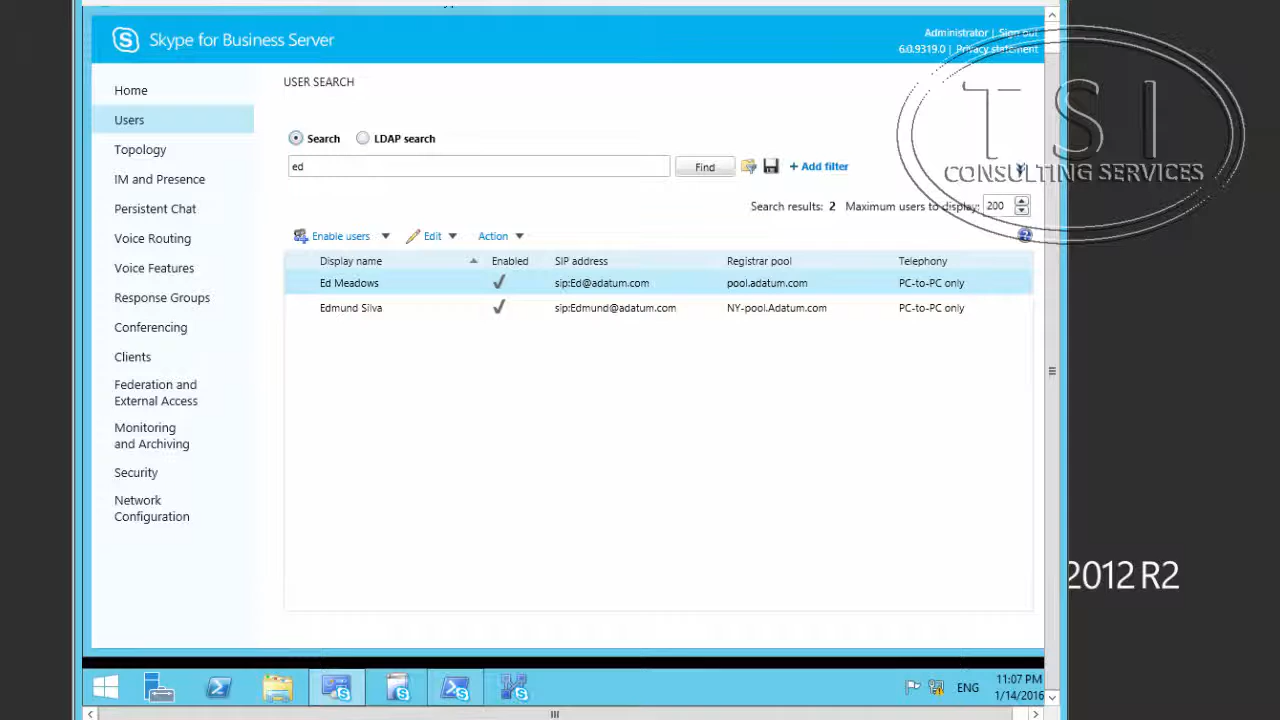 Skype for Business Server
Administrator | Sign out
6.0.9319.0 | Privacy statement
TSI
CONSULTING SERVICES
Home
Users
Topology
IM and Presence
Persistent Chat
Voice Routing
Voice Features
Response Groups
Conferencing
Clients
Federation and
External Access
Monitoring
and Archiving
Security
Network
Configuration
USER SEARCH
Search LDAP search
ed Find + Add filter
Search results: 2 Maximum users to display: 200
Enable users Edit Action
Display name Enabled SIP address Registrar pool Telephony
Ed Meadows sip:Ed@adatum.com pool.adatum.com PC-to-PC only
Edmund Silva sip:Edmund@adatum.com NY-pool.Adatum.com PC-to-PC only
2012 R2
ENG
11:07 PM
1/14/2016